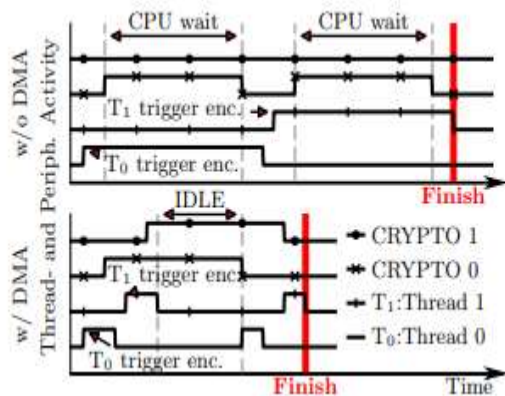 CPU wait CPU wait
w/o DMA
Thread- and Periph. Activity
T₁ trigger enc.
T₀ trigger enc.
Finish
IDLE
w/ DMA
CRYPTO 1
CRYPTO 0
T₁ trigger enc.
T₁:Thread 1
T₀:Thread 0
T₀ trigger enc.
Finish Time